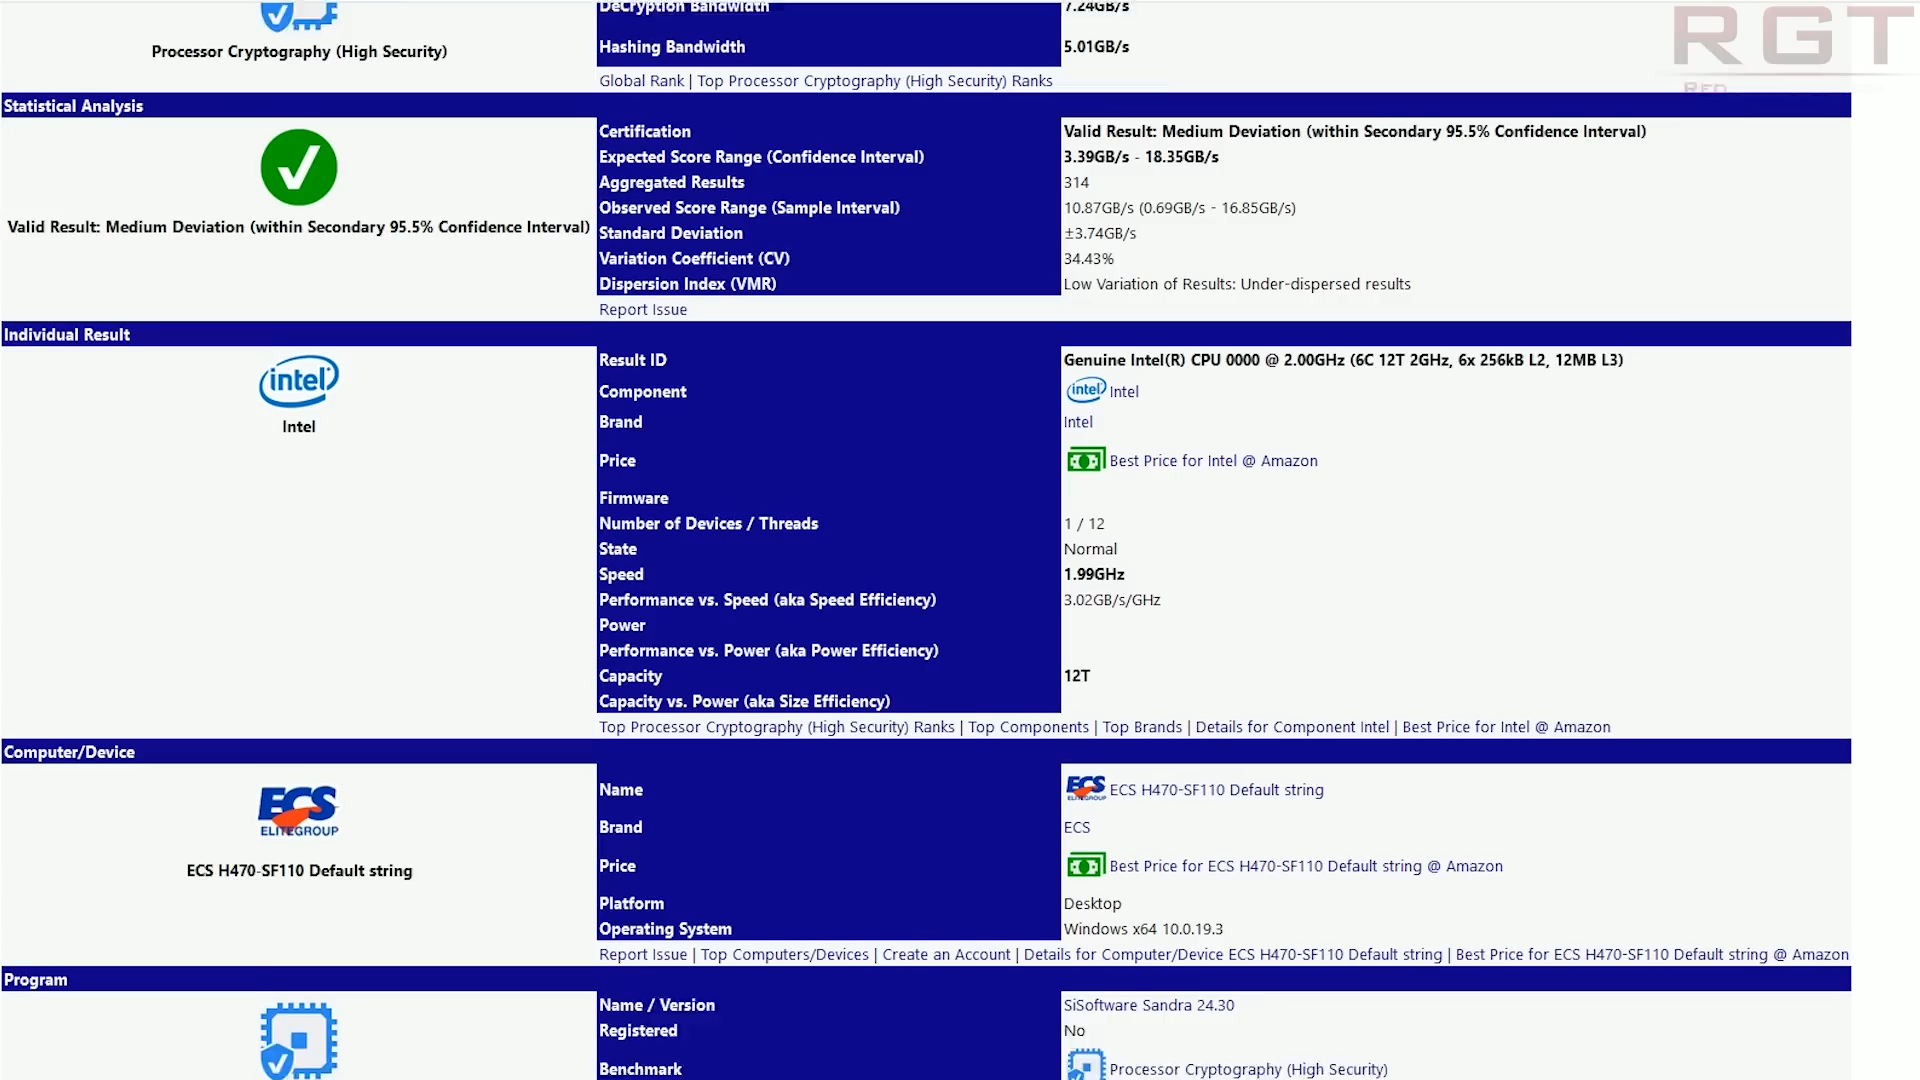 DeCryption Bandwidth 7.24GB/s
Processor Cryptography (High Security)
Hashing Bandwidth 5.01GB/s
Global Rank | Top Processor Cryptography (High Security) Ranks
RGT
RED
Statistical Analysis
Valid Result: Medium Deviation (within Secondary 95.5% Confidence Interval)
Certification Valid Result: Medium Deviation (within Secondary 95.5% Confidence Interval)
Expected Score Range (Confidence Interval) 3.39GB/s - 18.35GB/s
Aggregated Results 314
Observed Score Range (Sample Interval) 10.87GB/s (0.69GB/s - 16.85GB/s)
Standard Deviation ±3.74GB/s
Variation Coefficient (CV) 34.43%
Dispersion Index (VMR) Low Variation of Results: Under-dispersed results
Report Issue
Individual Result
intel
Intel
Result ID Genuine Intel(R) CPU 0000 @ 2.00GHz (6C 12T 2GHz, 6x 256kB L2, 12MB L3)
Component intel Intel
Brand Intel
Price Best Price for Intel @ Amazon
Firmware
Number of Devices / Threads 1 / 12
State Normal
Speed 1.99GHz
Performance vs. Speed (aka Speed Efficiency) 3.02GB/s/GHz
Power
Performance vs. Power (aka Power Efficiency)
Capacity 12T
Capacity vs. Power (aka Size Efficiency)
Top Processor Cryptography (High Security) Ranks | Top Components | Top Brands | Details for Component Intel | Best Price for Intel @ Amazon
Computer/Device
ECS
ELITEGROUP
ECS H470-SF110 Default string
Name ECS ELITEGROUP ECS H470-SF110 Default string
Brand ECS
Price Best Price for ECS H470-SF110 Default string @ Amazon
Platform Desktop
Operating System Windows x64 10.0.19.3
Report Issue | Top Computers/Devices | Create an Account | Details for Computer/Device ECS H470-SF110 Default string | Best Price for ECS H470-SF110 Default string @ Amazon
Program
Name / Version SiSoftware Sandra 24.30
Registered No
Benchmark Processor Cryptography (High Security)